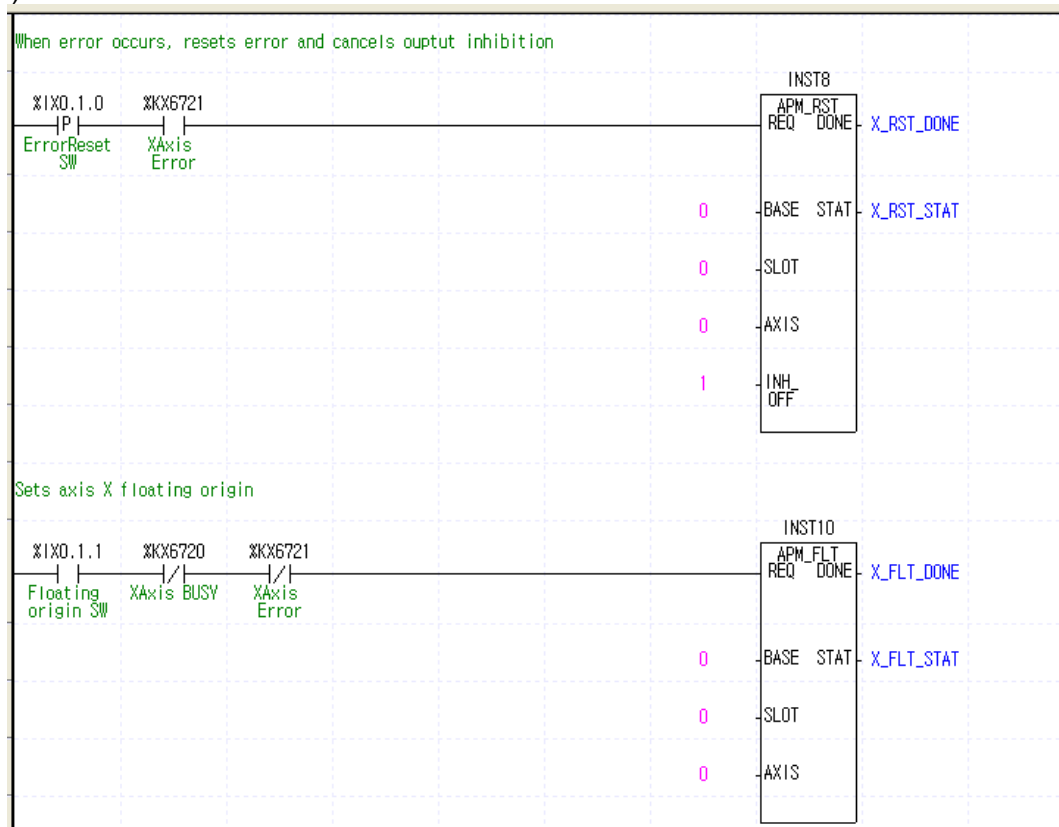 When error occurs, resets error and cancels ouptut inhibition
INST8
%IX0.1.0 %KX6721 APM_RST
P REQ DONE X_RST_DONE
ErrorReset XAxis
SW Error
0 BASE STAT X_RST_STAT
0 SLOT
0 AXIS
1 INH_
OFF
Sets axis X floating origin
INST10
%IX0.1.1 %KX6720 %KX6721 APM_FLT
REQ DONE X_FLT_DONE
Floating XAxis BUSY XAxis
origin SW Error
0 BASE STAT X_FLT_STAT
0 SLOT
0 AXIS